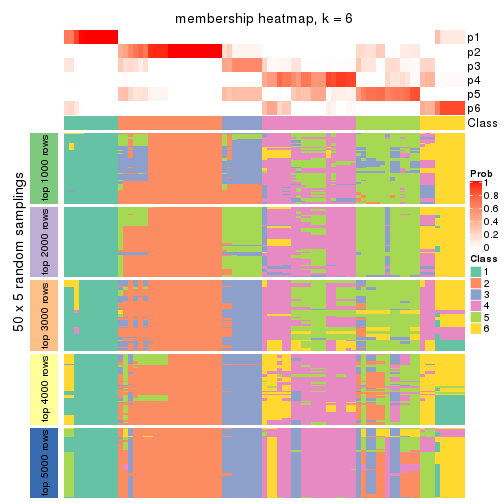 membership heatmap, k = 6
p1
p2
p3
p4
p5
p6
Class
50 x 5 random samplings
top 1000 rows
top 2000 rows
top 3000 rows
top 4000 rows
top 5000 rows
Prob
1
0.8
0.6
0.4
0.2
0
Class
1
2
3
4
5
6